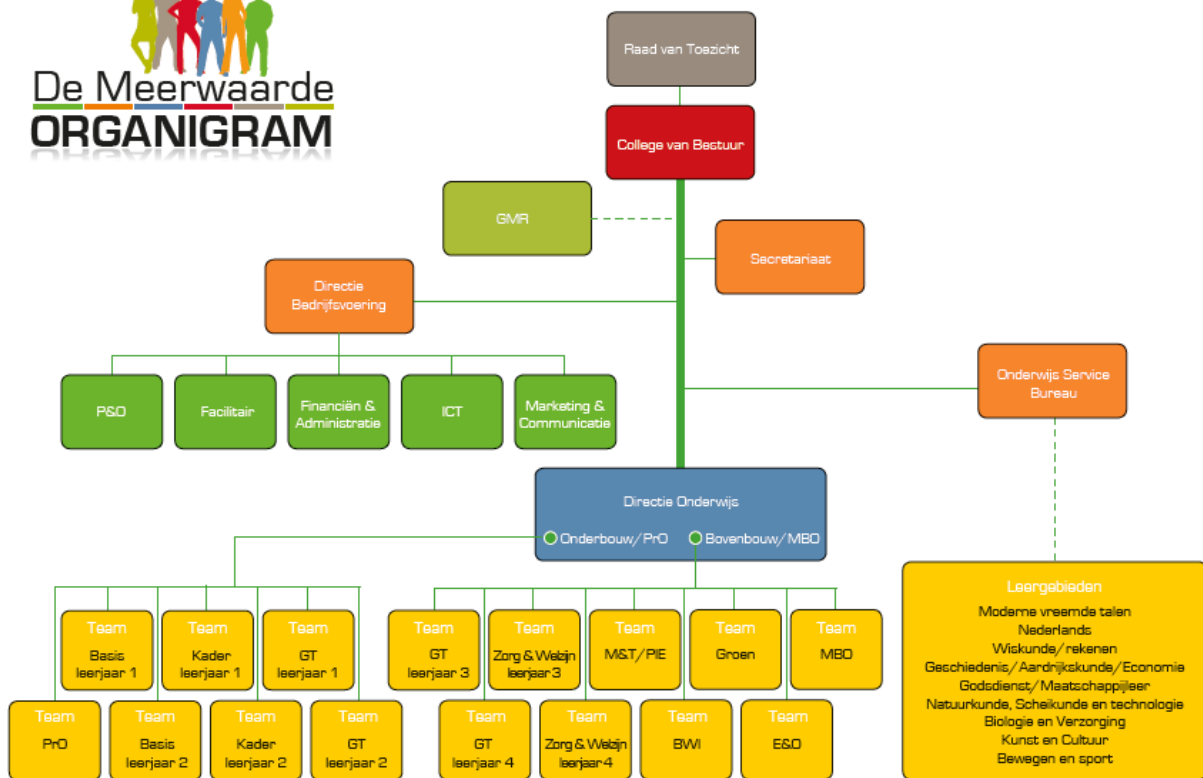 De Meerwaarde
ORGANIGRAM
Raad van Toezicht
College van Bestuur
GMR
Secretariaat
Directie
Bedrijfsvoering
Onderwijs Service
Bureau
P&O
Facilitair
Financiën &
Administratie
ICT
Marketing &
Communicatie
Directie Onderwijs
Onderbouw/PrO
Bovenbouw/MBO
Team
Basis
leerjaar 1
Team
Kader
leerjaar 1
Team
GT
leerjaar 1
Team
GT
leerjaar 3
Team
Zorg & Welzijn
leerjaar 3
Team
M&T/PIE
Team
Groen
Team
MBO
Team
PrO
Team
Basis
leerjaar 2
Team
Kader
leerjaar 2
Team
GT
leerjaar 2
Team
GT
leerjaar 4
Team
Zorg & Welzijn
leerjaar 4
Team
BWI
Team
E&O
Leergebieden
Moderne vreemde talen
Nederlands
Wiskunde/rekenen
Geschiedenis/Aardrijkskunde/Economie
Godsdienst/Maatschappijleer
Natuurkunde, Scheikunde en technologie
Biologie en Verzorging
Kunst en Cultuur
Bewegen en sport